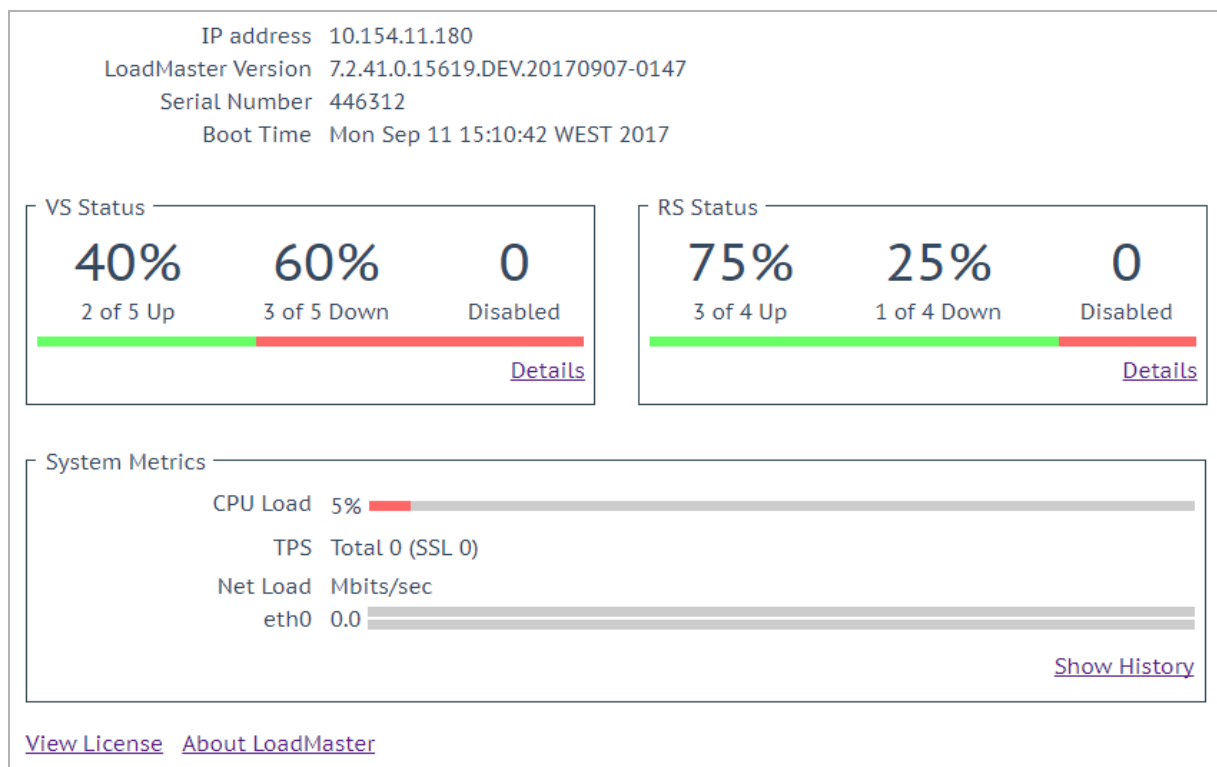 IP address 10.154.11.180
LoadMaster Version 7.2.41.0.15619.DEV.20170907-0147
Serial Number 446312
Boot Time Mon Sep 11 15:10:42 WEST 2017
VS Status
40% 60% 0
2 of 5 Up 3 of 5 Down Disabled
Details
RS Status
75% 25% 0
3 of 4 Up 1 of 4 Down Disabled
Details
System Metrics
CPU Load 5%
TPS Total 0 (SSL 0)
Net Load Mbits/sec
eth0 0.0
Show History
View License About LoadMaster